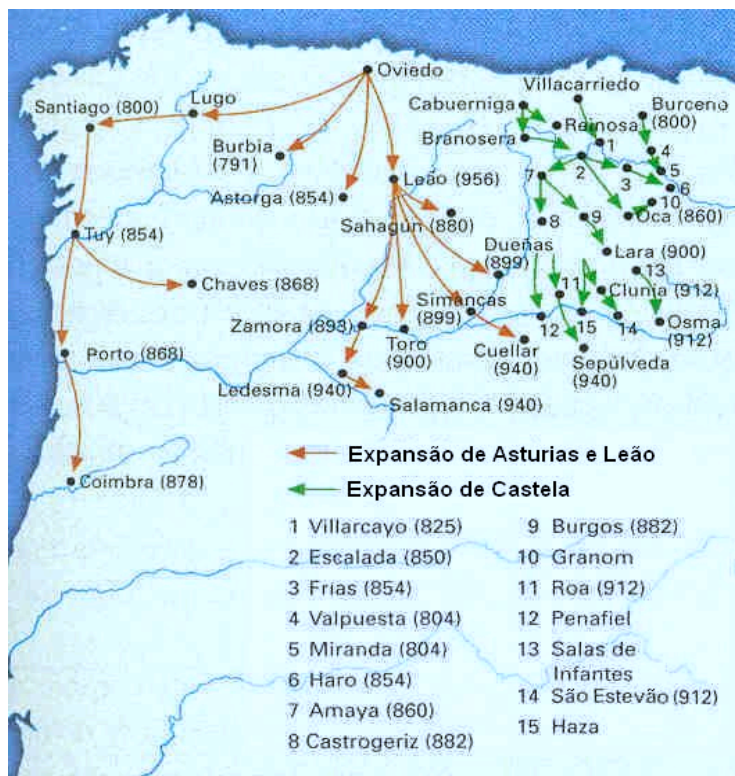 Oviedo
Villacarriedo
Cabuerniga
Burceno
(800)
Santiago (800)
Lugo
Reinosa
Branosera
1
4
Burbia
(791)
2
3
5
6
7
Leão (956)
Astorga (854)
10
Sahagún
(880)
8
9
Oca (860)
Tuy (854)
Dueñas
(899)
Lara (900)
13
Chaves (868)
Simancas
(899)
11
Clunia
(912)
Zamora (893)
12
15
14
Osma
(912)
Toro
(900)
Porto (868)
Cuellar
(940)
Sepúlveda
(940)
Ledesma (940)
Salamanca (940)
Coimbra (878)
Expansão de Asturias e Leão
Expansão de Castela
1 Villarcayo (825)
2 Escalada (850)
3 Frías (854)
4 Valpuesta (804)
5 Miranda (804)
6 Haro (854)
7 Amaya (860)
8 Castrogeriz (882)
9 Burgos (882)
10 Granom
11 Roa (912)
12 Penafiel
13 Salas de
Infantes
14 São Estevão (912)
15 Haza